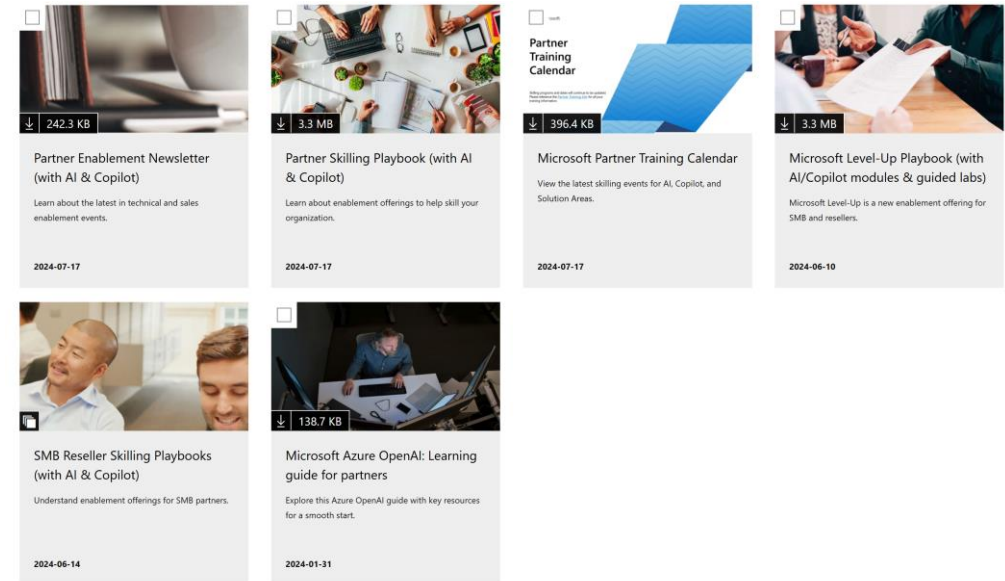 242.3 KB
Partner Enablement Newsletter
(with AI & Copilot)
Learn about the latest in technical and sales
enablement events.
2024-07-17
3.3 MB
Partner Skilling Playbook (with AI
& Copilot)
Learn about enablement offerings to help skill your
organization.
2024-07-17
Partner
Training
Calendar
396.4 KB
Microsoft Partner Training Calendar
View the latest skilling events for AI, Copilot, and
Solution Areas.
2024-07-17
3.3 MB
Microsoft Level-Up Playbook (with
AI/Copilot modules & guided labs)
Microsoft Level-Up is a new enablement offering for
SMB and resellers.
2024-06-10
SMB Reseller Skilling Playbooks
(with AI & Copilot)
Understand enablement offerings for SMB partners.
2024-06-14
138.7 KB
Microsoft Azure OpenAI: Learning
guide for partners
Explore this Azure OpenAI guide with key resources
for a smooth start.
2024-01-31